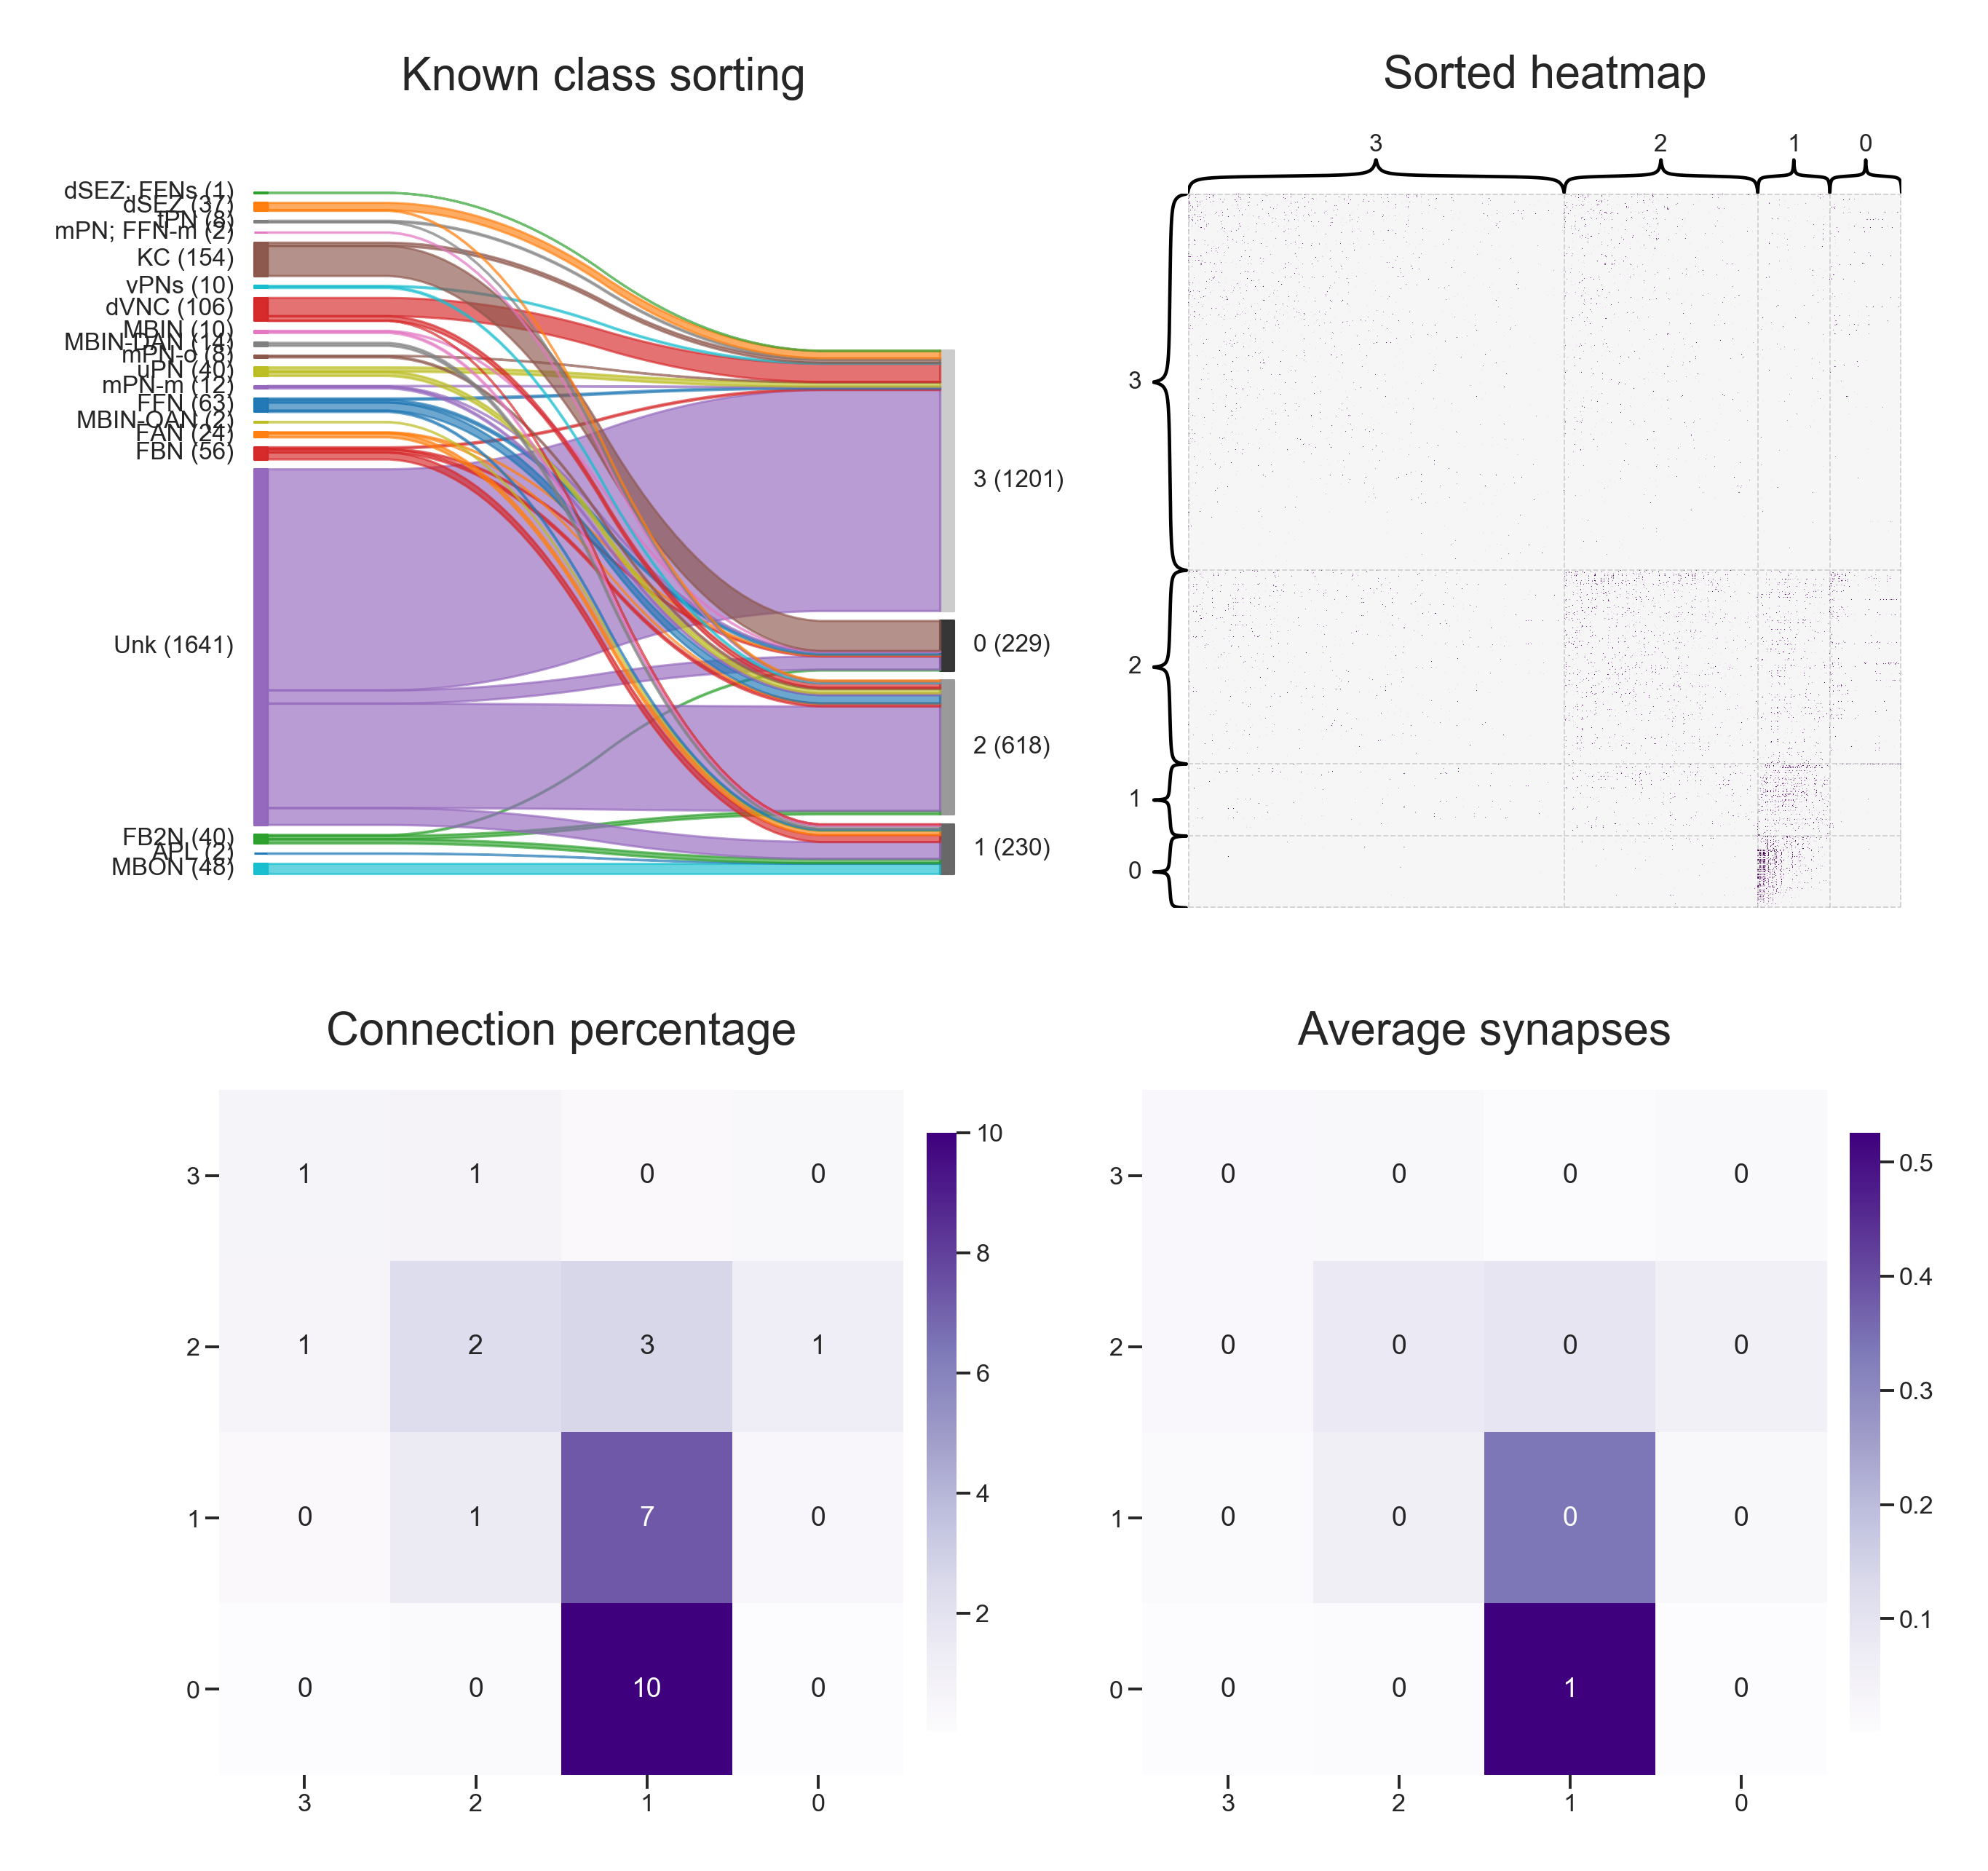 Known class sorting
dSEZ; FFNs (1)
dSEZ (37)
tPN (8)
mPN; FFN-m (2)
KC (154)
vPNs (10)
dVNC (106)
MBIN (10)
MBIN-DAN (14)
mPN-o (8)
uPN (40)
mPN-m (12)
FFN (63)
MBIN-OAN (2)
FAN (24)
FBN (56)
Unk (1641)
FB2N (40)
APL (2)
MBON (48)
3 (1201)
0 (229)
2 (618)
1 (230)
Sorted heatmap
3 2 1 0
3
2
1
0
Connection percentage
3 1 1 0 0
2 1 2 3 1
1 0 1 7 0
0 0 0 10 0
3 2 1 0
10
8
6
4
2
Average synapses
3 0 0 0 0
2 0 0 0 0
1 0 0 0 0
0 0 0 1 0
3 2 1 0
0.5
0.4
0.3
0.2
0.1